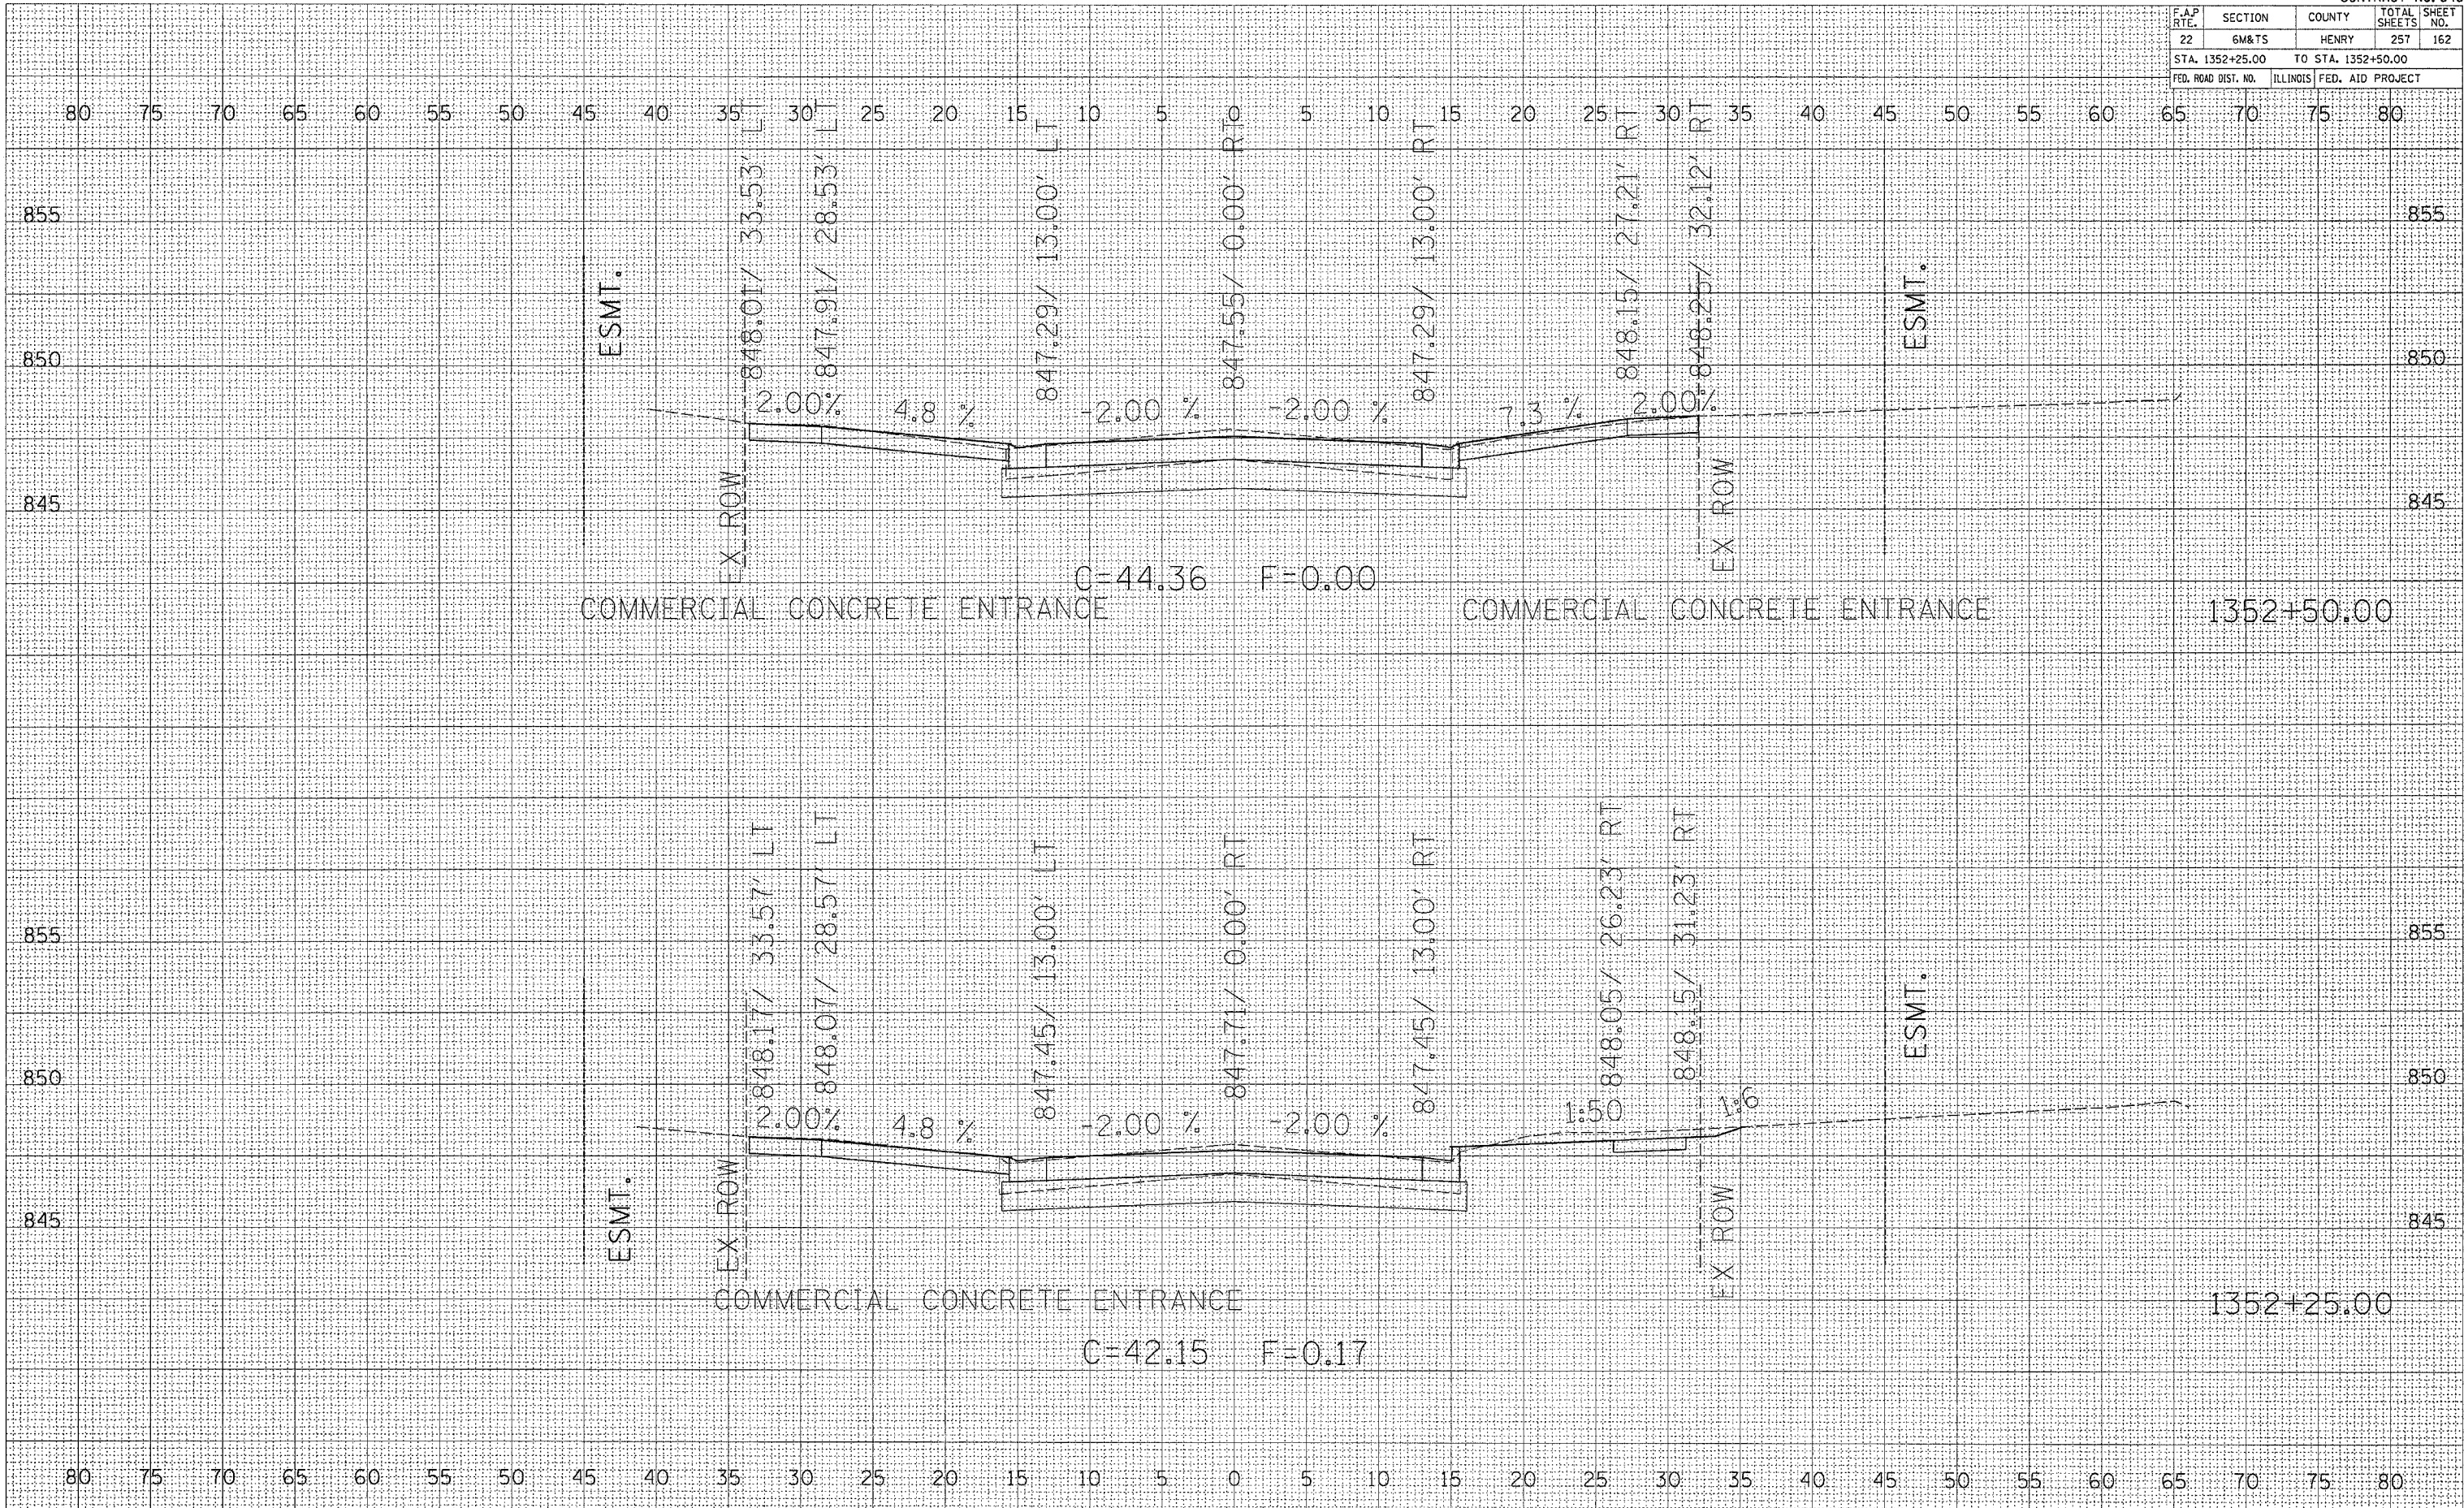 F.A.P RTE. SECTION COUNTY TOTAL SHEETS SHEET NO.
22 6M&TS HENRY 257 162
STA. 1352+25.00 TO STA. 1352+50.00
FED. ROAD DIST. NO. ILLINOIS FED. AID PROJECT
80 75 70 65 60 55 50 45 40 35 30 25 20 15 10 5 0 5 10 15 20 25 30 35 40 45 50 55 60 65 70 75 80
848.01/ 33.53' LT
847.91/ 28.53' LT
847.29/ 13.00' LT
847.55/ 0.00' RT
847.29/ 13.00' RT
848.15/ 27.21' RT
848.25/ 32.12' RT
855 855
ESMT. ESMT.
850 850
2.00% 4.8 % -2.00 % -2.00 % 7.3 % 2.00%
845 845
EX ROW EX ROW
C=44.36 F=0.00
COMMERCIAL CONCRETE ENTRANCE COMMERCIAL CONCRETE ENTRANCE 1352+50.00
848.17/ 33.57' LT
848.07/ 28.57' LT
847.45/ 13.00' LT
847.71/ 0.00' RT
847.45/ 13.00' RT
848.05/ 26.23' RT
848.15/ 31.23' RT
855 855
ESMT.
850 850
2.00% 4.8 % -2.00 % -2.00 % 1:50 1:6
ESMT.
845 845
EX ROW EX ROW
COMMERCIAL CONCRETE ENTRANCE 1352+25.00
C=42.15 F=0.17
80 75 70 65 60 55 50 45 40 35 30 25 20 15 10 5 0 5 10 15 20 25 30 35 40 45 50 55 60 65 70 75 80